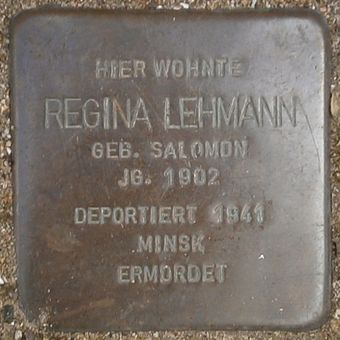 HIER WOHNTE
REGINA LEHMANN
GEB. SALOMON
JG. 1902
DEPORTIERT 1941
MINSK
ERMORDET